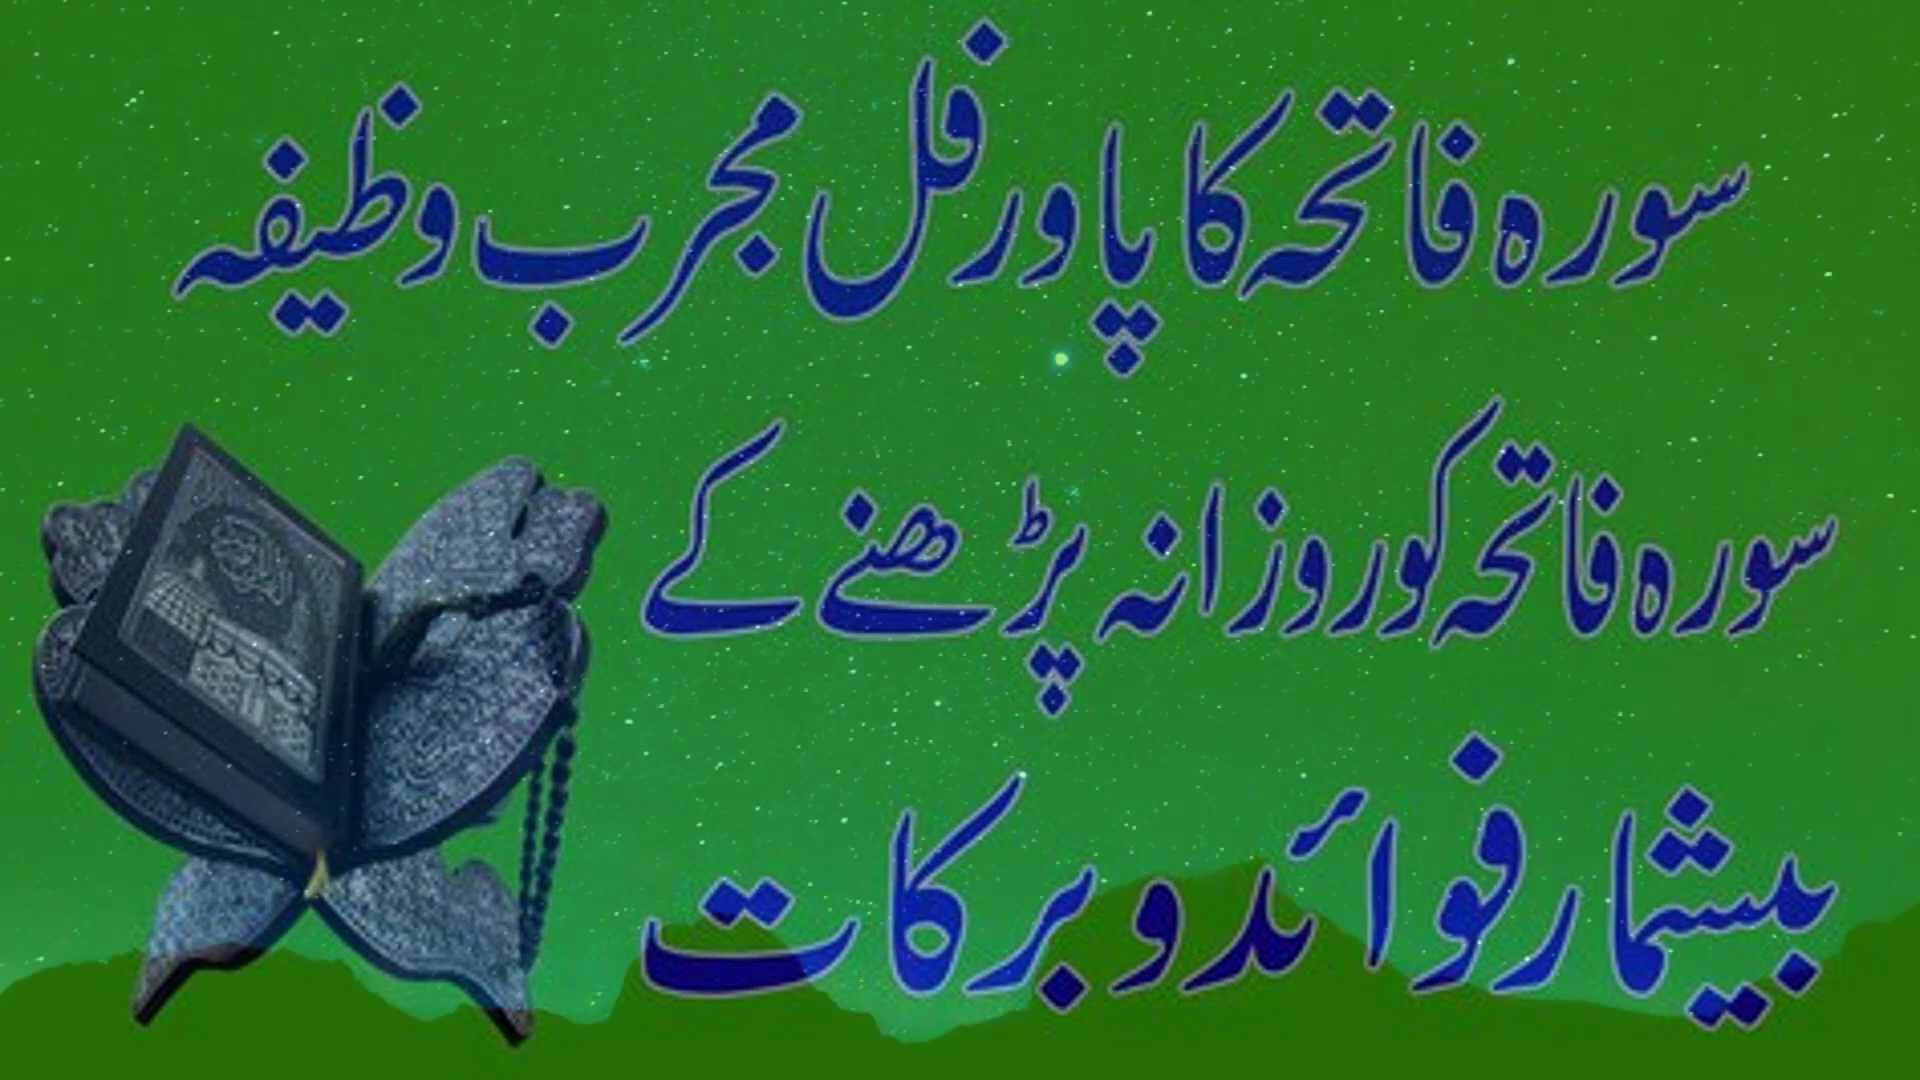 سورہ فاتحہ کا پاورفل مجرب وظیفہ
سورہ فاتحہ کو روزانہ پڑھنے کے
بیشمار فوائد و برکات